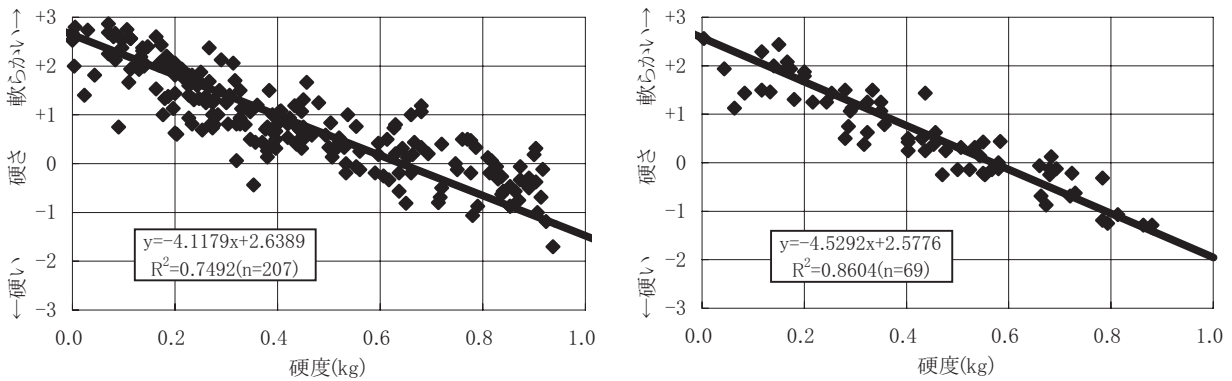 軟らかい→
硬さ
←硬い
+3
+2
+1
0
-1
-2
-3
y=-4.1179x+2.6389
R²=0.7492(n=207)
0.0 0.2 0.4 0.6 0.8 1.0
硬度(kg)
軟らかい→
硬さ
←硬い
+3
+2
+1
0
-1
-2
-3
y=-4.5292x+2.5776
R²=0.8604(n=69)
0.0 0.2 0.4 0.6 0.8 1.0
硬度(kg)